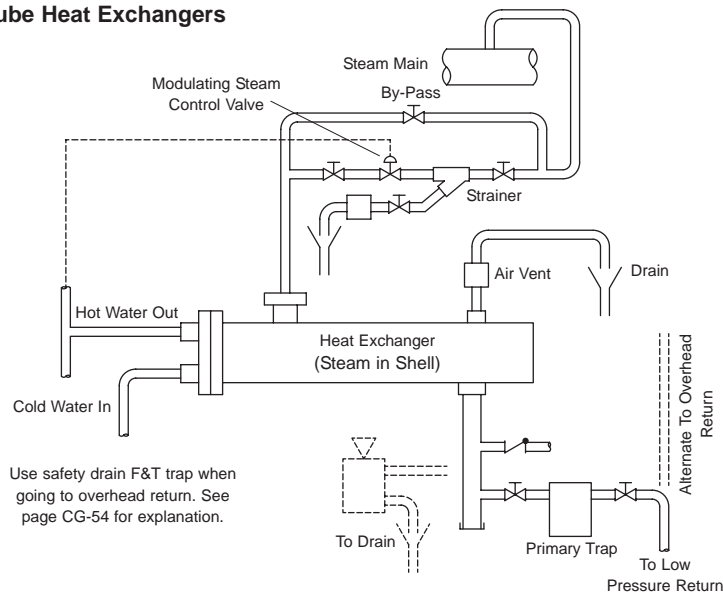 ube Heat Exchangers
Steam Main
Modulating Steam
Control Valve
By-Pass
Strainer
Air Vent
Drain
Hot Water Out
Heat Exchanger
(Steam in Shell)
Cold Water In
Alternate To Overhead
Return
Use safety drain F&T trap when
going to overhead return. See
page CG-54 for explanation.
To Drain
Primary Trap
To Low
Pressure Return